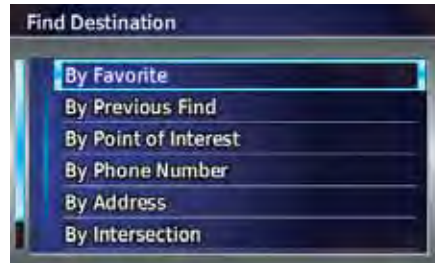 Find Destination
By Favorite
By Previous Find
By Point of Interest
By Phone Number
By Address
By Intersection